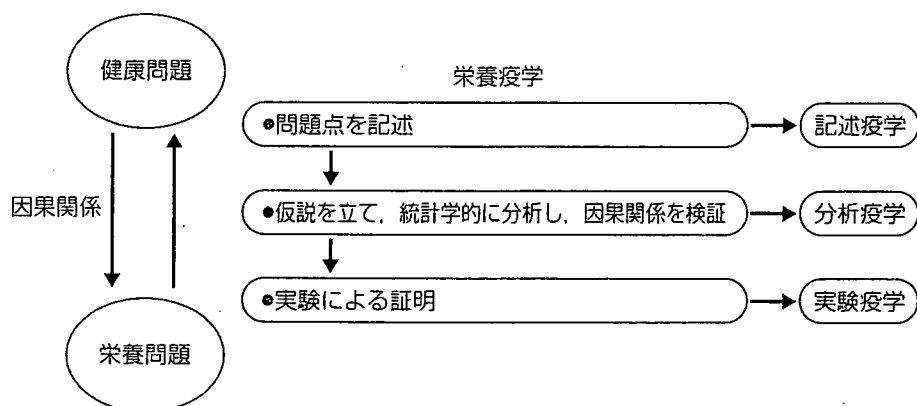 健康問題
栄養疫学
●問題点を記述
記述疫学
因果関係
●仮説を立て，統計学的に分析し，因果関係を検証
分析疫学
●実験による証明
実験疫学
栄養問題